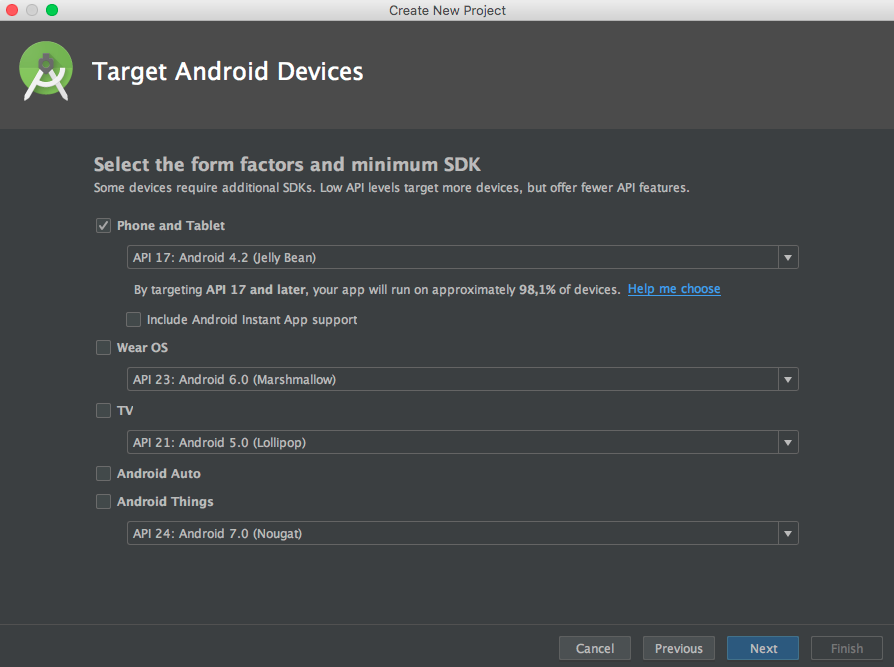 Create New Project
Target Android Devices
Select the form factors and minimum SDK
Some devices require additional SDKs. Low API levels target more devices, but offer fewer API features.
Phone and Tablet
API 17: Android 4.2 (Jelly Bean)
By targeting API 17 and later, your app will run on approximately 98,1% of devices. Help me choose
Include Android Instant App support
Wear OS
API 23: Android 6.0 (Marshmallow)
TV
API 21: Android 5.0 (Lollipop)
Android Auto
Android Things
API 24: Android 7.0 (Nougat)
Cancel Previous Next Finish